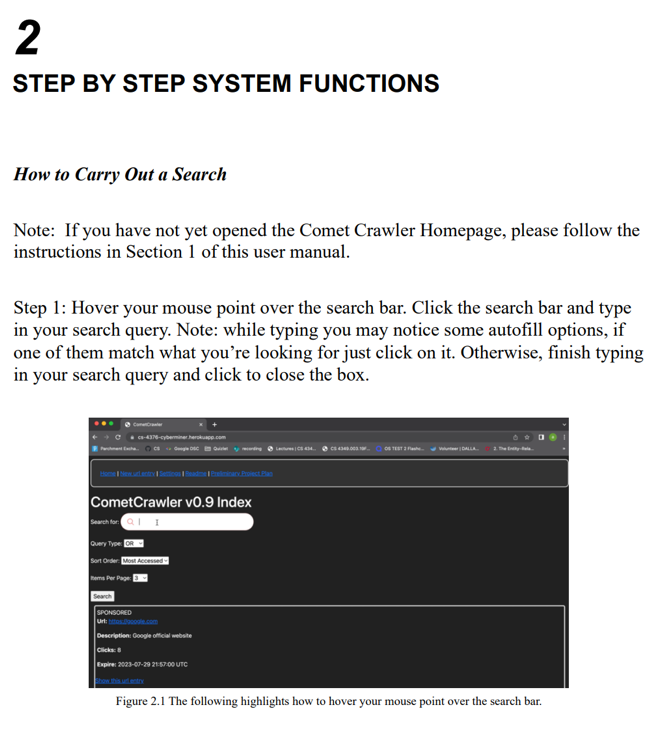 2
STEP BY STEP SYSTEM FUNCTIONS
How to Carry Out a Search
Note:  If you have not yet opened the Comet Crawler Homepage, please follow the
instructions in Section 1 of this user manual.
Step 1: Hover your mouse point over the search bar. Click the search bar and type
in your search query. Note: while typing you may notice some autofill options, if
one of them match what you’re looking for just click on it. Otherwise, finish typing
in your search query and click to close the box.
CometCrawler
cs-4376-cyberminer.herokuapp.com
Parchment Excha... CS Google DSC Quizlet recording Lectures | CS 434... CS 4349.003 19F... OS TEST 2 Flashc... Volunteer | DALLA... 2. The Entity-Rela...
Home | New url entry | Settings | Readme | Preliminary Project Plan
CometCrawler v0.9 Index
Search for:
Query Type: OR
Sort Order: Most Accessed
Items Per Page: 3
Search
SPONSORED
Url: https://google.com
Description: Google official website
Clicks: 8
Expire: 2023-07-29 21:57:00 UTC
Show this url entry
Figure 2.1 The following highlights how to hover your mouse point over the search bar.